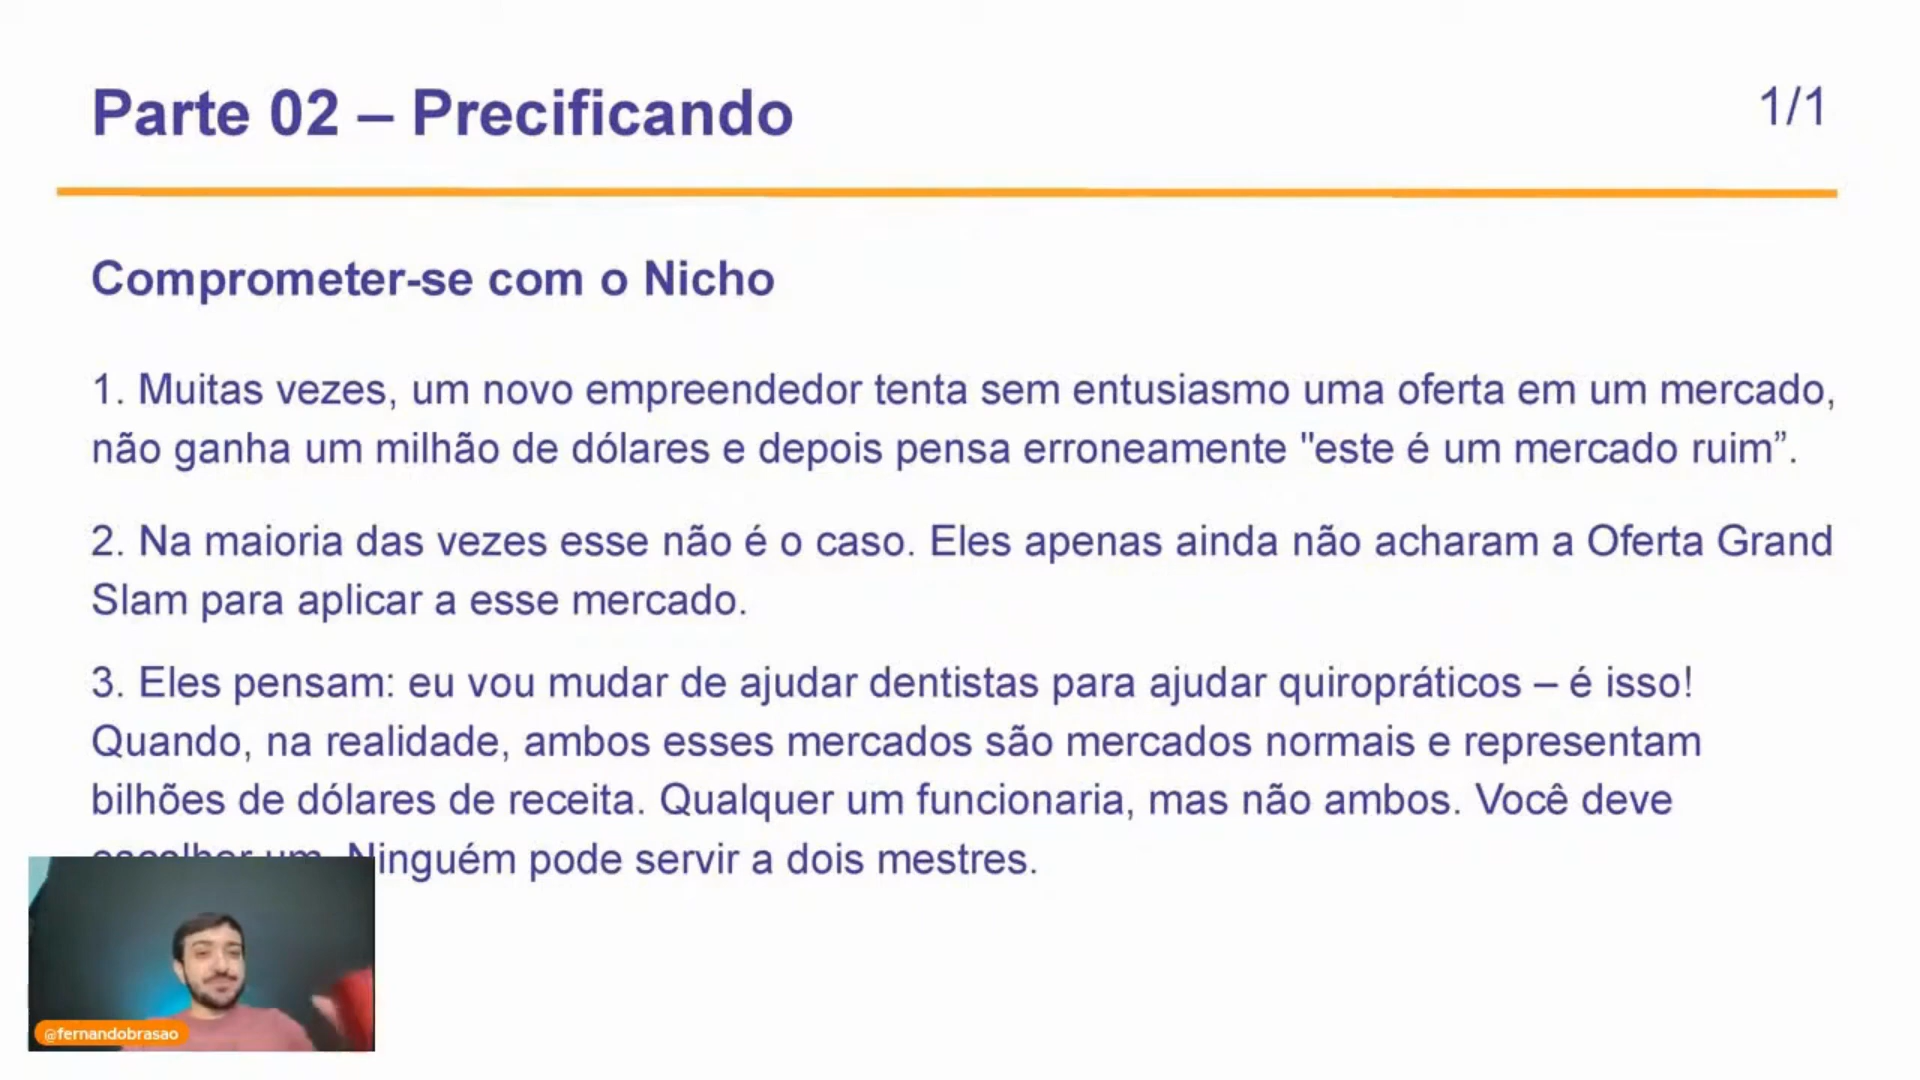 Parte 02 – Precificando
1/1
Comprometer-se com o Nicho
1. Muitas vezes, um novo empreendedor tenta sem entusiasmo uma oferta em um mercado,
não ganha um milhão de dólares e depois pensa erroneamente "este é um mercado ruim”.
2. Na maioria das vezes esse não é o caso. Eles apenas ainda não acharam a Oferta Grand
Slam para aplicar a esse mercado.
3. Eles pensam: eu vou mudar de ajudar dentistas para ajudar quiropráticos – é isso!
Quando, na realidade, ambos esses mercados são mercados normais e representam
bilhões de dólares de receita. Qualquer um funcionaria, mas não ambos. Você deve
escolher um. Ninguém pode servir a dois mestres.
@fernandobrasao